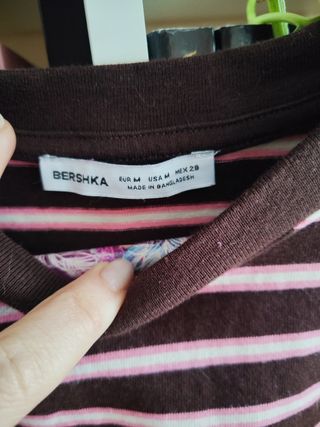 BERSHKA EUR M USA M MEX 28
MADE IN BANGLADESH